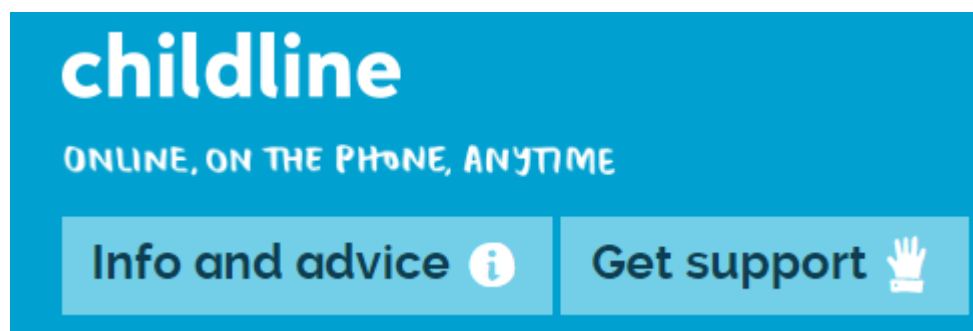 childline
ONLINE, ON THE PHONE, ANYTIME
Info and advice i
Get support